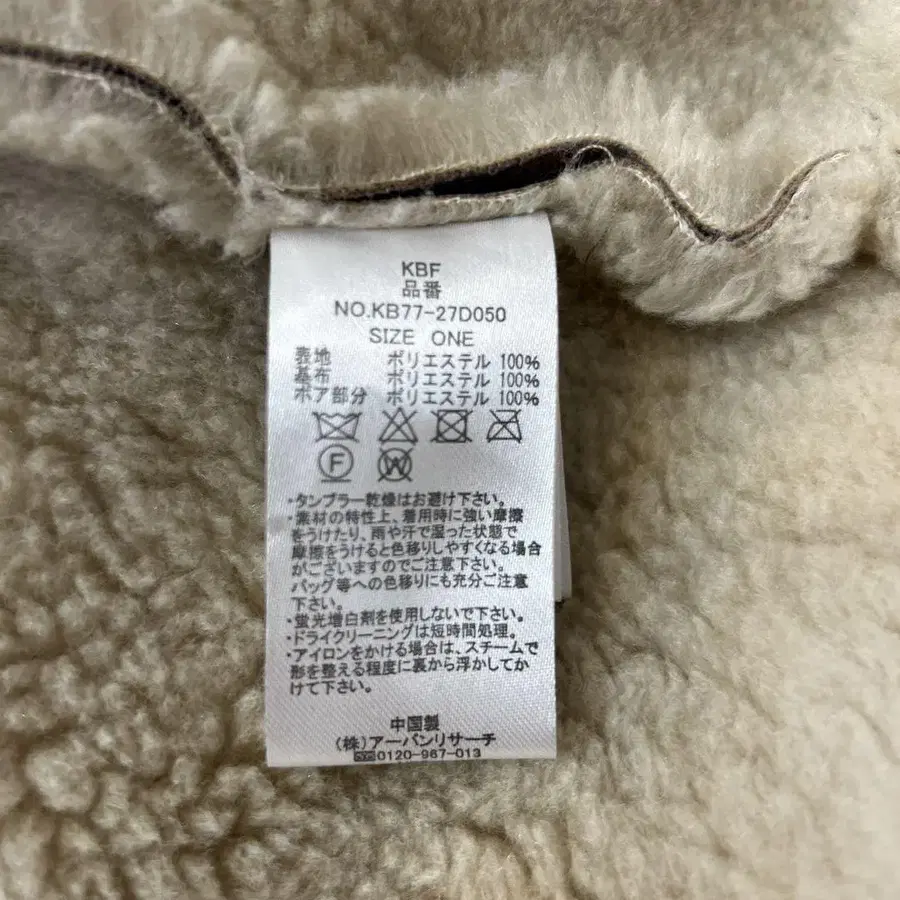 KBF
品番
NO.KB77-27D050
SIZE ONE
表地 ポリエステル 100%
基布 ポリエステル 100%
ボア部分 ポリエステル 100%
F W
・タンブラー乾燥はお避け下さい。
・素材の特性上、着用時に強い摩擦
をうけたり、雨や汗で湿った状態で
摩擦をうけると色移りしやすくなる場合
がございますのでご注意下さい。
バッグ等への色移りにも充分ご注意
下さい。
・蛍光増白剤を使用しないで下さい。
・ドライクリーニングは短時間処理。
・アイロンをかける場合は、スチームで
形を整える程度に裏から浮かしてか
けて下さい。
中国製
(株)アーバンリサーチ
0120-967-013